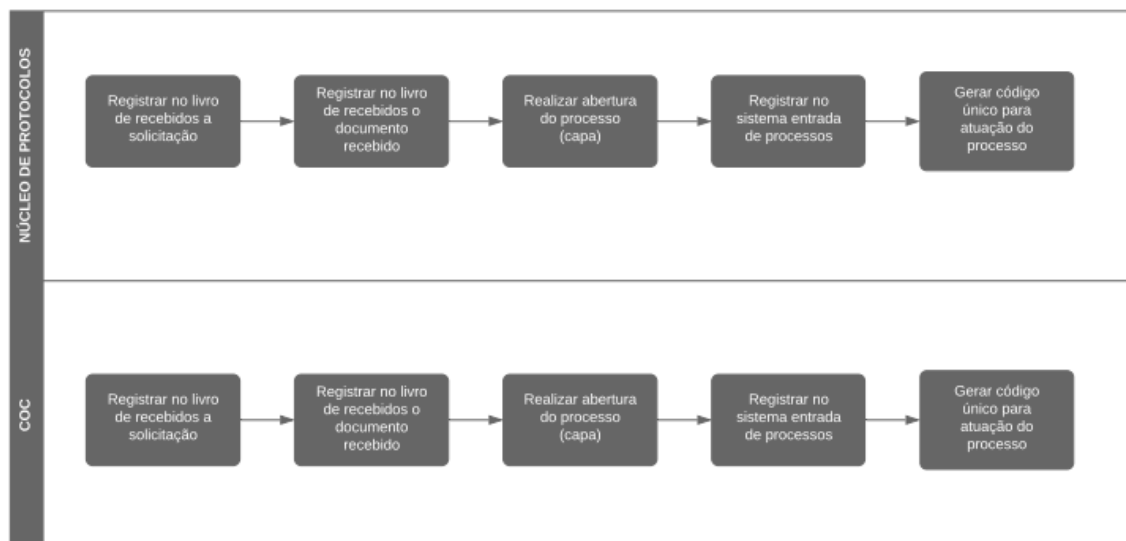 NÚCLEO DE PROTOCOLOS
Registrar no livro
de recebidos a
solicitação
Registrar no livro
de recebidos o
documento
recebido
Realizar abertura
do processo
(capa)
Registrar no
sistema entrada
de processos
Gerar código
único para
atuação do
processo
COC
Registrar no livro
de recebidos a
solicitação
Registrar no livro
de recebidos o
documento
recebido
Realizar abertura
do processo
(capa)
Registrar no
sistema entrada
de processos
Gerar código
único para
atuação do
processo